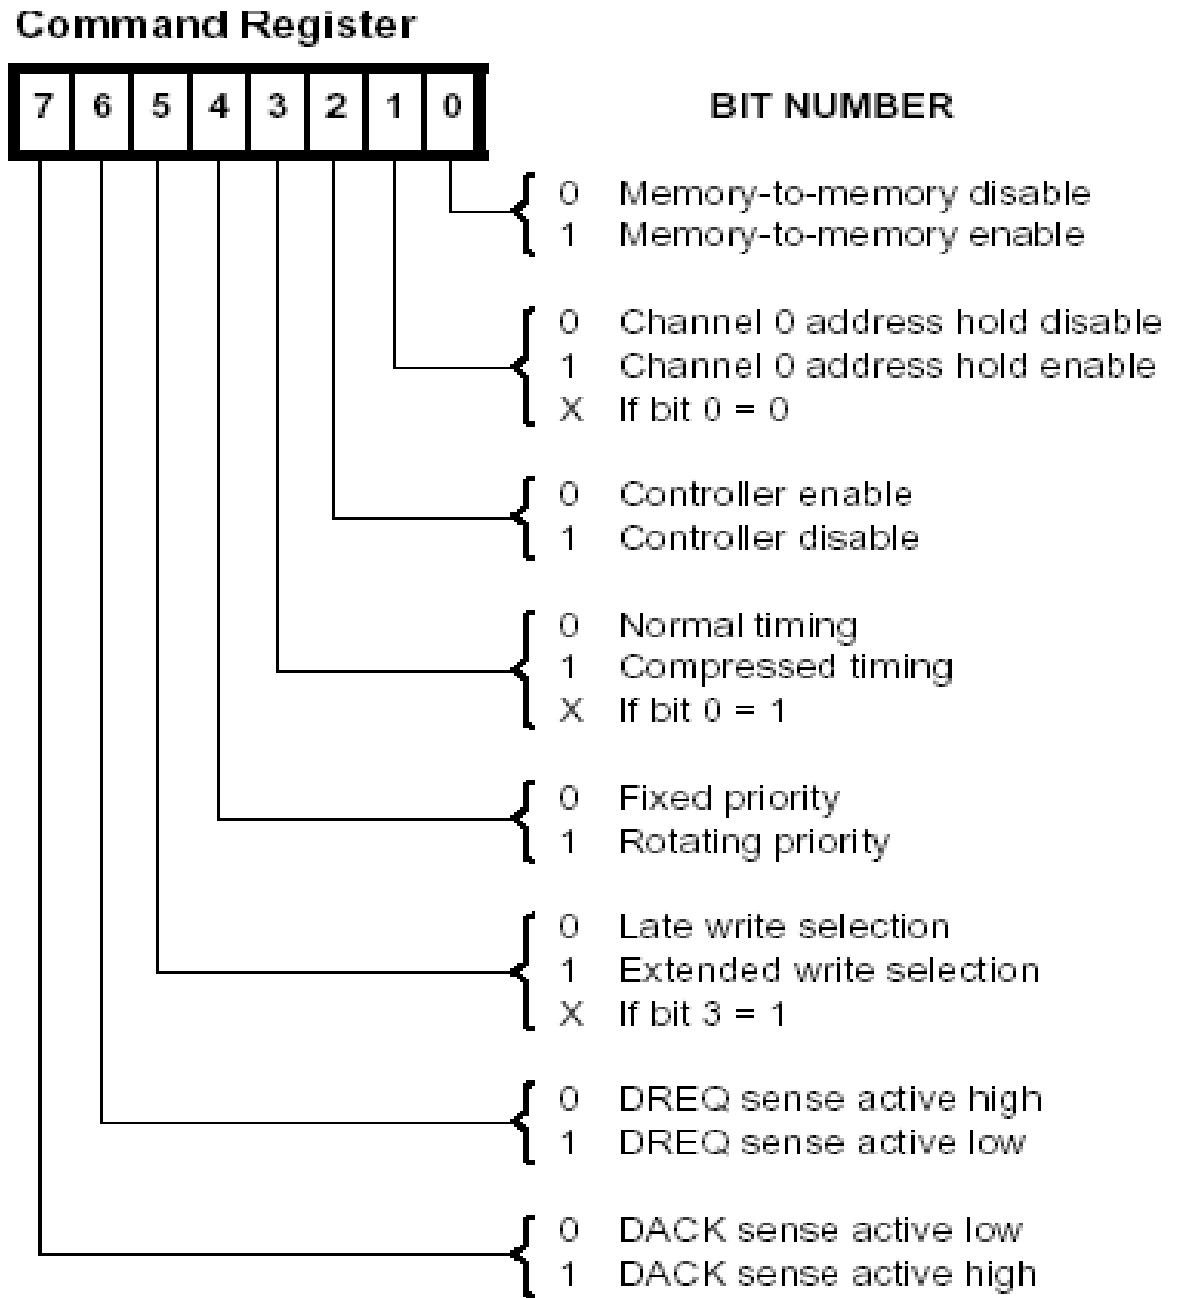 Command Register
7 6 5 4 3 2 1 0 BIT NUMBER
0 Memory-to-memory disable
1 Memory-to-memory enable
0 Channel 0 address hold disable
1 Channel 0 address hold enable
X If bit 0 = 0
0 Controller enable
1 Controller disable
0 Normal timing
1 Compressed timing
X If bit 0 = 1
0 Fixed priority
1 Rotating priority
0 Late write selection
1 Extended write selection
X If bit 3 = 1
0 DREQ sense active high
1 DREQ sense active low
0 DACK sense active low
1 DACK sense active high